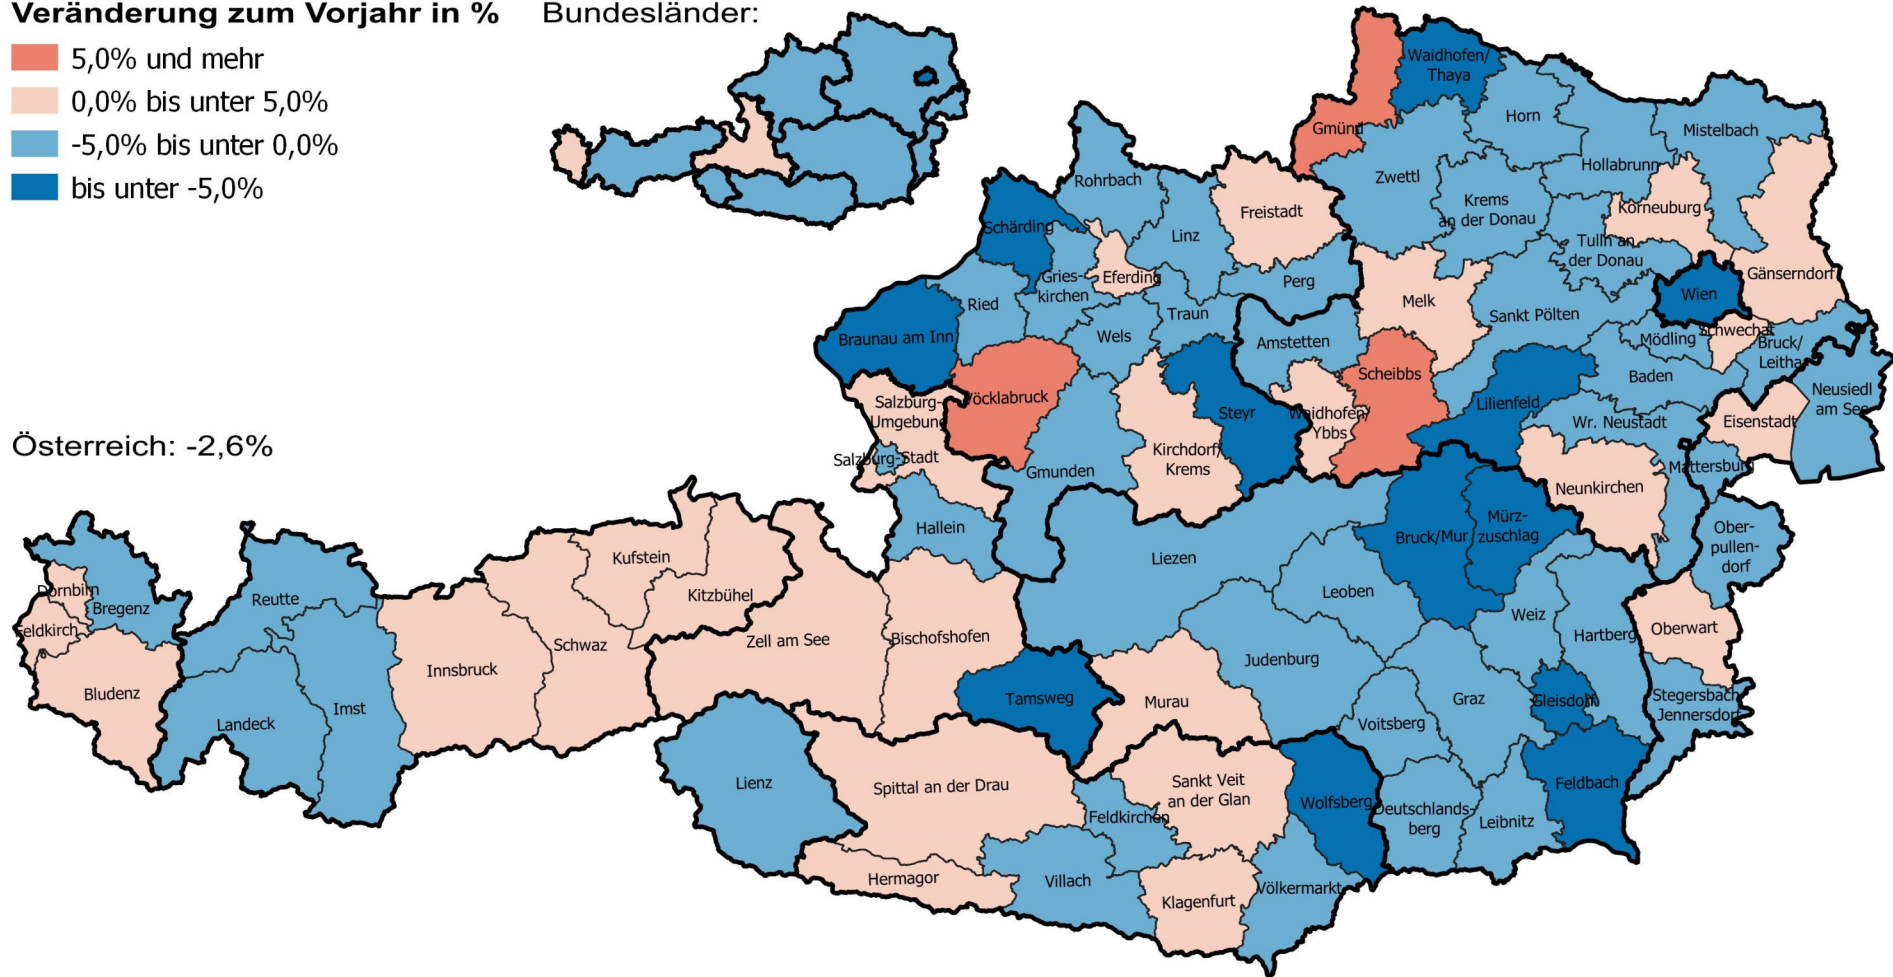 Veränderung zum Vorjahr in %
5,0% und mehr
0,0% bis unter 5,0%
-5,0% bis unter 0,0%
bis unter -5,0%
Bundesländer:
Österreich: -2,6%
Waidhofen/
Thaya
Gmünd
Horn
Mistelbach
Hollabrunn
Zwettl
Krems
an der Donau
Korneuburg
Tulln an
der Donau
Gänserndorf
Rohrbach
Freistadt
Schärding
Linz
Gries-
kirchen
Eferding
Perg
Ried
Melk
Wien
Sankt Pölten
Traun
Wels
Braunau am Inn
Amstetten
Schwechat
Mödling
Bruck/
Leitha
Scheibbs
Baden
Neusiedl
am See
Vöcklabruck
Salzburg-
Umgebung
Steyr
Waidhofen/
Ybbs
Lilienfeld
Wr. Neustadt
Eisenstadt
Salzburg-Stadt
Gmunden
Kirchdorf/
Krems
Mattersburg
Neunkirchen
Hallein
Liezen
Bruck/Mur
Mürz-
zuschlag
Ober-
pullen-
dorf
Kufstein
Kitzbühel
Dornbirn
Bregenz
Reutte
Leoben
Weiz
Hartberg
Oberwart
Feldkirch
Schwaz
Zell am See
Bischofshofen
Innsbruck
Judenburg
Bludenz
Landeck
Imst
Tamsweg
Murau
Graz
Gleisdorf
Stegersbach
Jennersdorf
Voitsberg
Lienz
Spittal an der Drau
Sankt Veit
an der Glan
Wolfsberg
Feldkirchen
Deutschlands-
berg
Leibnitz
Feldbach
Hermagor
Villach
Klagenfurt
Völkermarkt